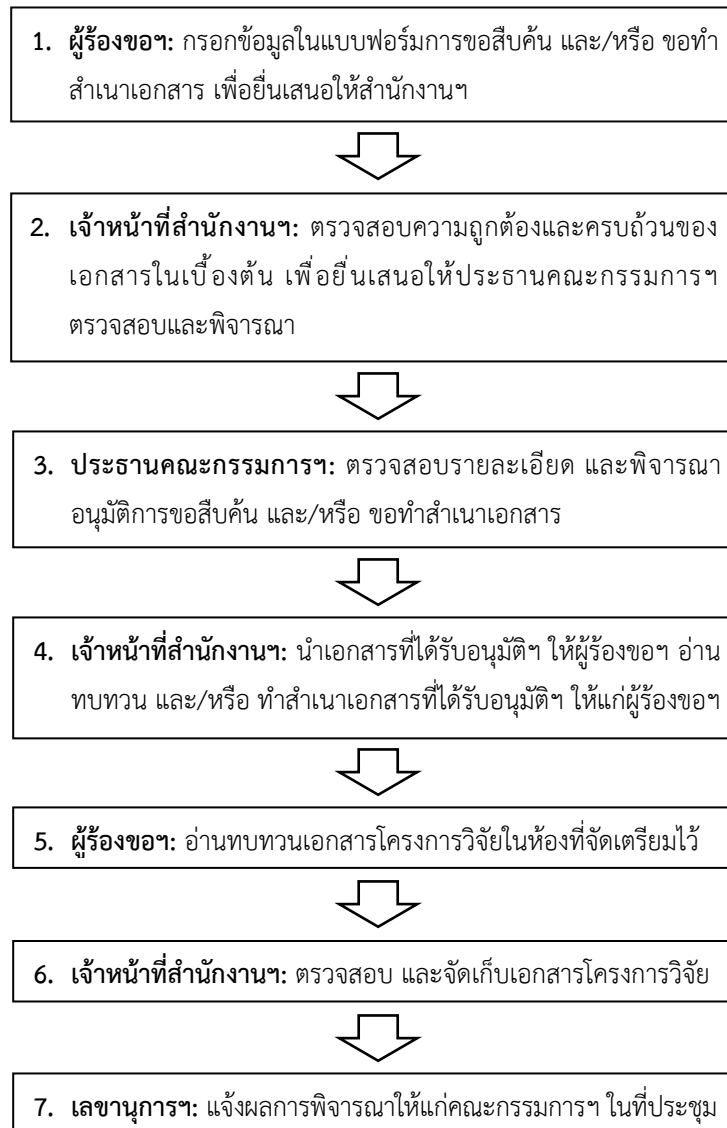 1. ผู้ร้องขอฯ: กรอกข้อมูลในแบบฟอร์มการขอสืบค้น และ/หรือ ขอทำ
สำเนาเอกสาร เพื่อยื่นเสนอให้สำนักงานฯ
2. เจ้าหน้าที่สำนักงานฯ: ตรวจสอบความถูกต้องและครบถ้วนของ
เอกสารในเบื้องต้น เพื่อยื่นเสนอให้ประธานคณะกรรมการฯ
ตรวจสอบและพิจารณา
3. ประธานคณะกรรมการฯ: ตรวจสอบรายละเอียด และพิจารณา
อนุมัติการขอสืบค้น และ/หรือ ขอทำสำเนาเอกสาร
4. เจ้าหน้าที่สำนักงานฯ: นำเอกสารที่ได้รับอนุมัติฯ ให้ผู้ร้องขอฯ อ่าน
ทบทวน และ/หรือ ทำสำเนาเอกสารที่ได้รับอนุมัติฯ ให้แก่ผู้ร้องขอฯ
5. ผู้ร้องขอฯ: อ่านทบทวนเอกสารโครงการวิจัยในห้องที่จัดเตรียมไว้
6. เจ้าหน้าที่สำนักงานฯ: ตรวจสอบ และจัดเก็บเอกสารโครงการวิจัย
7. เลขานุการฯ: แจ้งผลการพิจารณาให้แก่คณะกรรมการฯ ในที่ประชุม